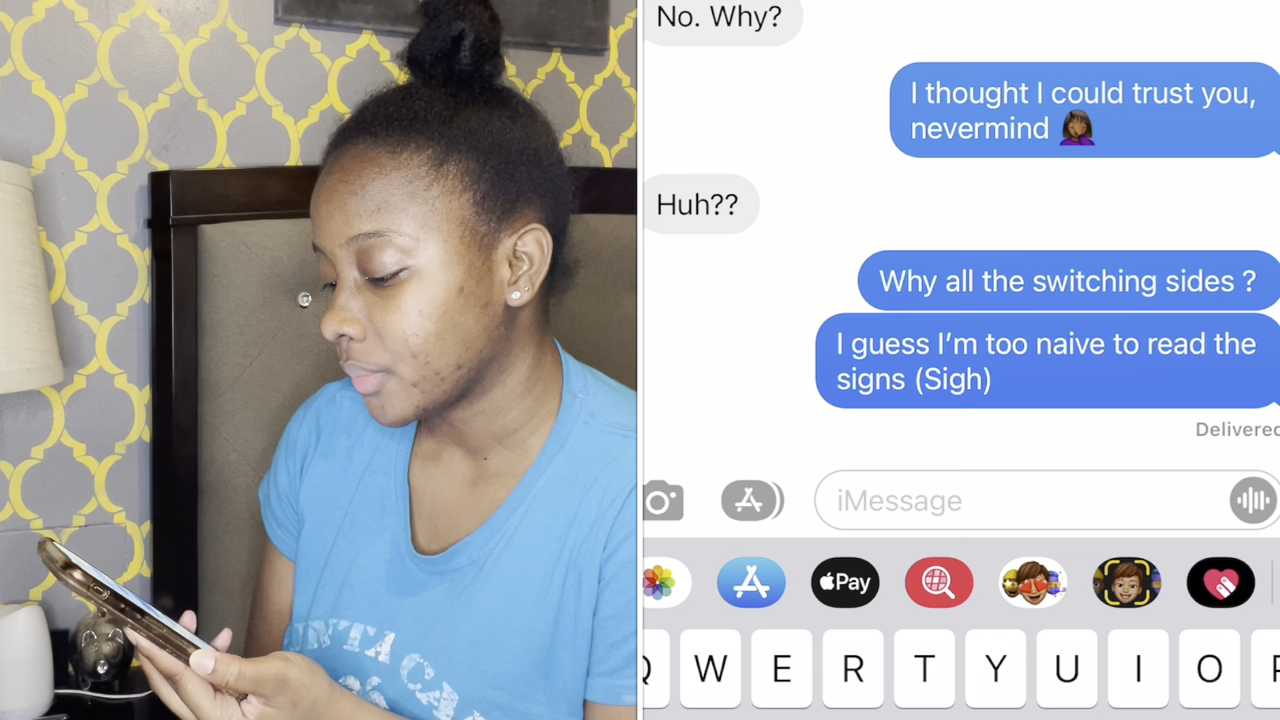 No. Why?
I thought I could trust you,
nevermind 🤦🏾‍♀️
Huh??
Why all the switching sides ?
I guess I’m too naive to read the
signs (Sigh)
Delivered
iMessage
Pay
W E R T Y U I O